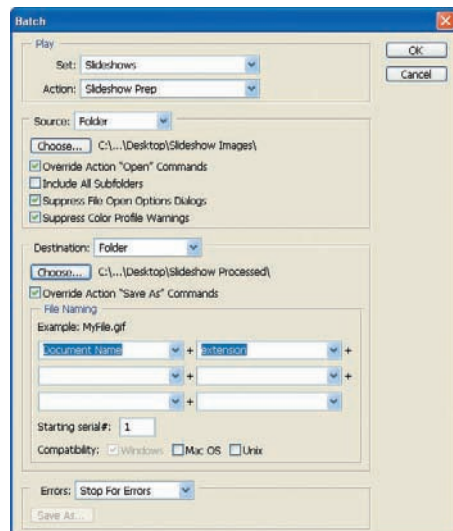 Batch
Play
Set: Slideshows
Action: Slideshow Prep
OK
Cancel
Source: Folder
Choose... C:\...\Desktop\Slideshow Images\
Override Action "Open" Commands
Include All Subfolders
Suppress File Open Options Dialogs
Suppress Color Profile Warnings
Destination: Folder
Choose... C:\...\Desktop\Slideshow Processed\
Override Action "Save As" Commands
File Naming
Example: MyFile.gif
Document Name + extension +
+ +
+
Starting serial#: 1
Compatibility: Windows Mac OS Unix
Errors: Stop For Errors
Save As...